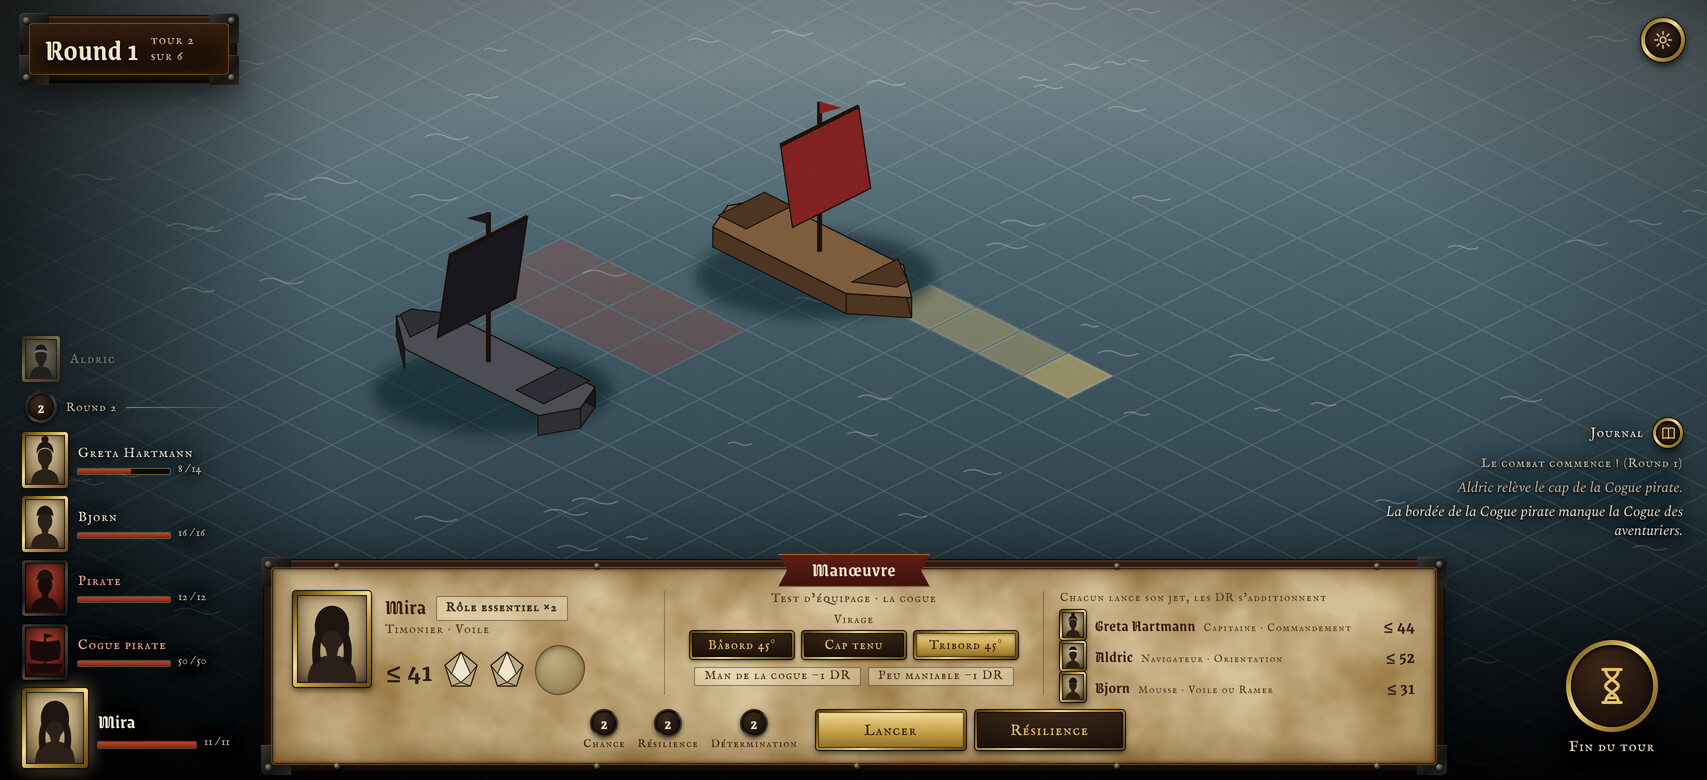 Round 1
Tour 2
sur 6
Aldric
2 Round 2
Greta Hartmann
8/14
Bjorn
16/16
Pirate
12/12
Cogue pirate
50/50
Mira
11/11
Journal
Le combat commence ! (Round 1)
Aldric relève le cap de la Cogue pirate.
La bordée de la Cogue pirate manque la Cogue des
aventuriers.
Manœuvre
Mira Rôle essentiel ×2
Timonier · Voile
≤ 41
Test d'équipage · la cogue
Virage
Bâbord 45° Cap tenu Tribord 45°
Man de la cogue −1 DR Peu maniable −1 DR
Chacun lance son jet, les DR s'additionnent
Greta Hartmann Capitaine · Commandement ≤ 44
Aldric Navigateur · Orientation ≤ 52
Bjorn Mousse · Voile ou Ramer ≤ 31
2 2 2
Chance Résilience Détermination
Lancer Résilience
Fin du tour